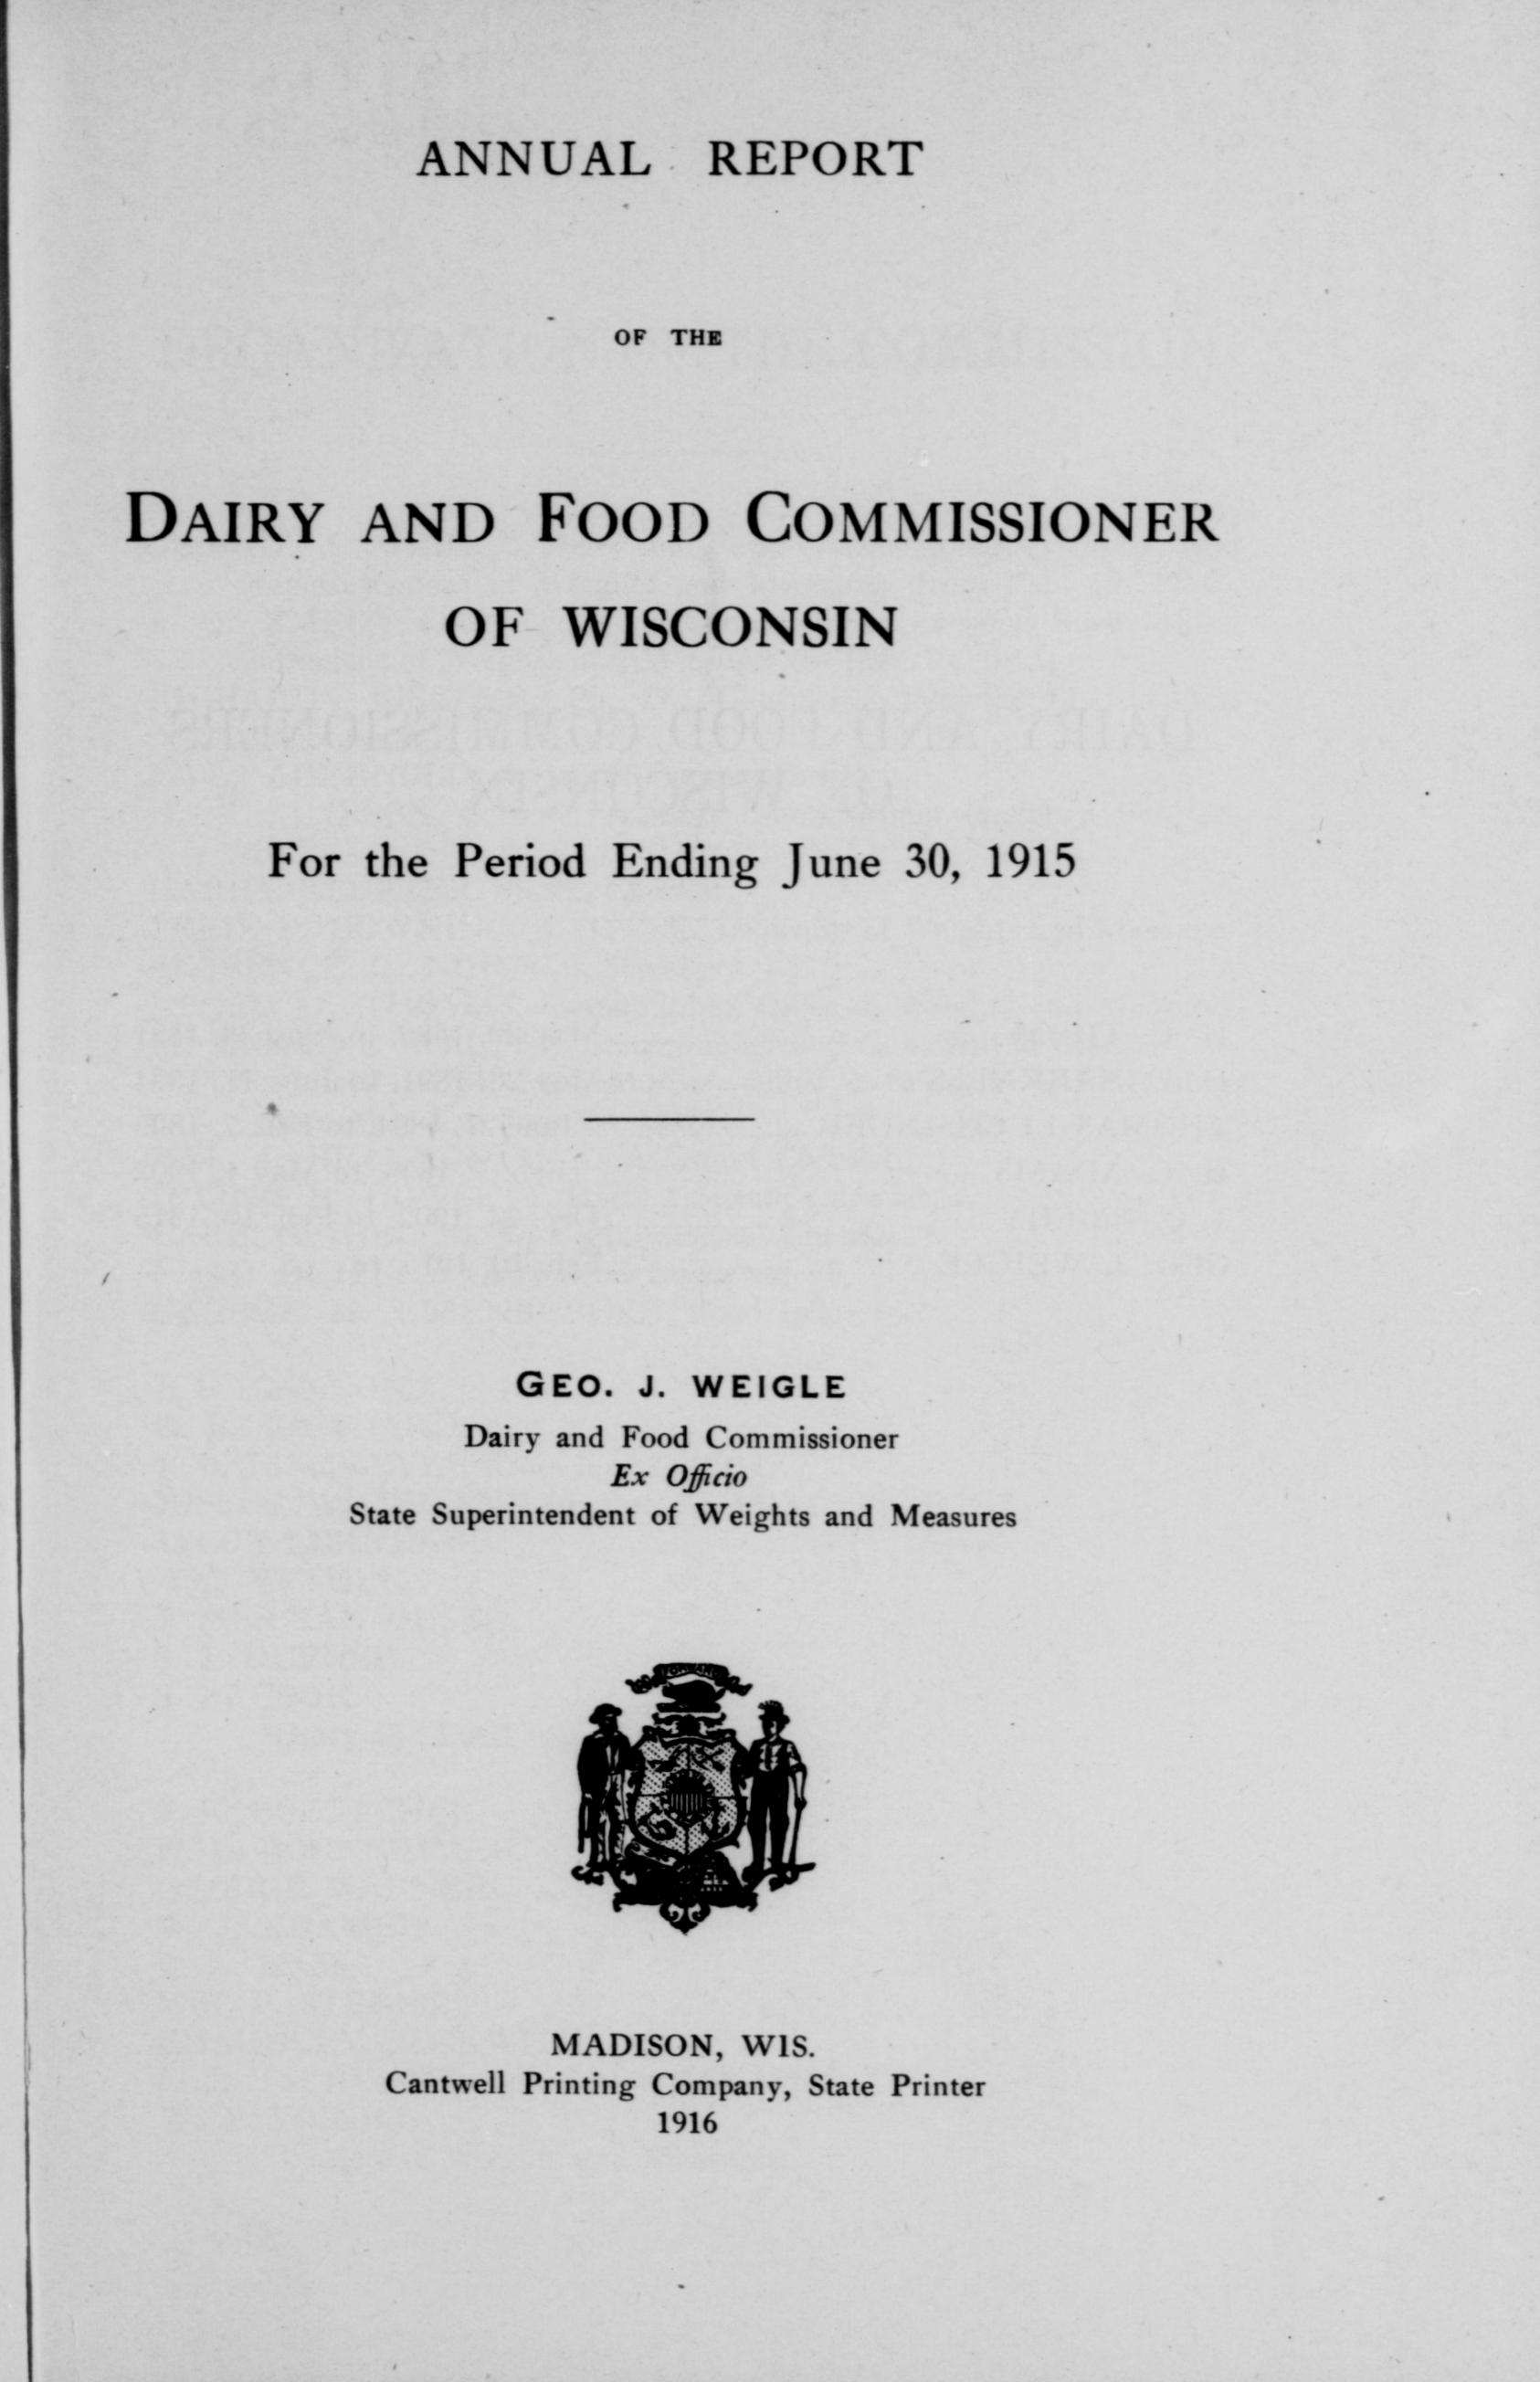 ANNUAL REPORT
OF THE
DAIRY AND FOOD COMMISSIONER
OF WISCONSIN
For the Period Ending June 30, 1915
GEO. J. WEIGLE
Dairy and Food Commissioner
Ex Officio
State Superintendent of Weights and Measures
FORWARD
MADISON, WIS.
Cantwell Printing Company, State Printer
1916